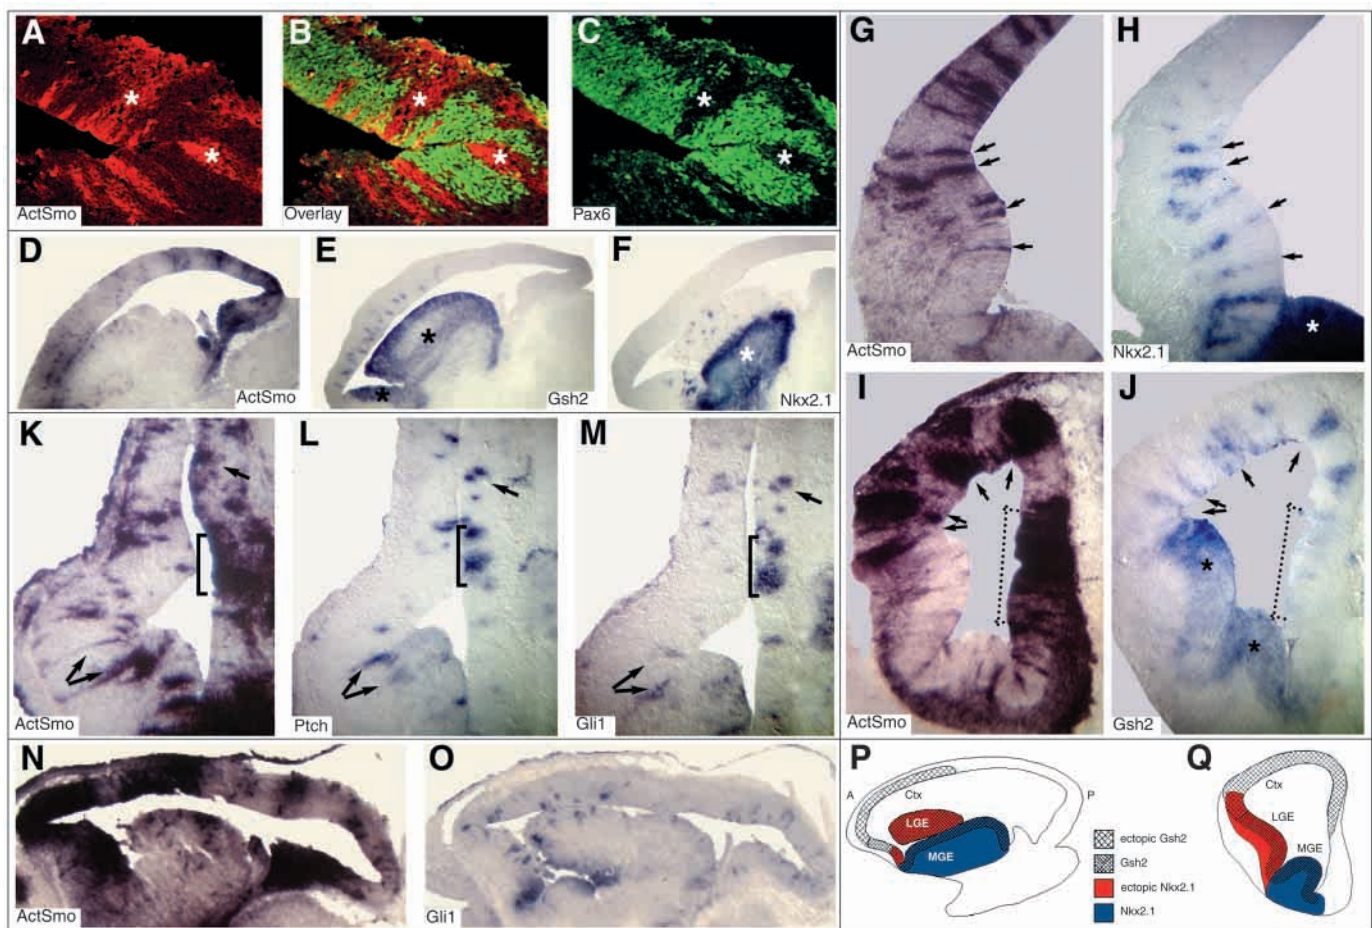 A
ActSmo
B
Overlay
C
Pax6
D
ActSmo
E
Gsh2
F
Nkx2.1
G
ActSmo
H
Nkx2.1
I
ActSmo
J
Gsh2
K
ActSmo
L
Ptch
M
Gli1
N
ActSmo
O
Gli1
P
A
Ctx
P
LGE
MGE
ectopic Gsh2
Gsh2
ectopic Nkx2.1
Nkx2.1
Q
Ctx
LGE
MGE